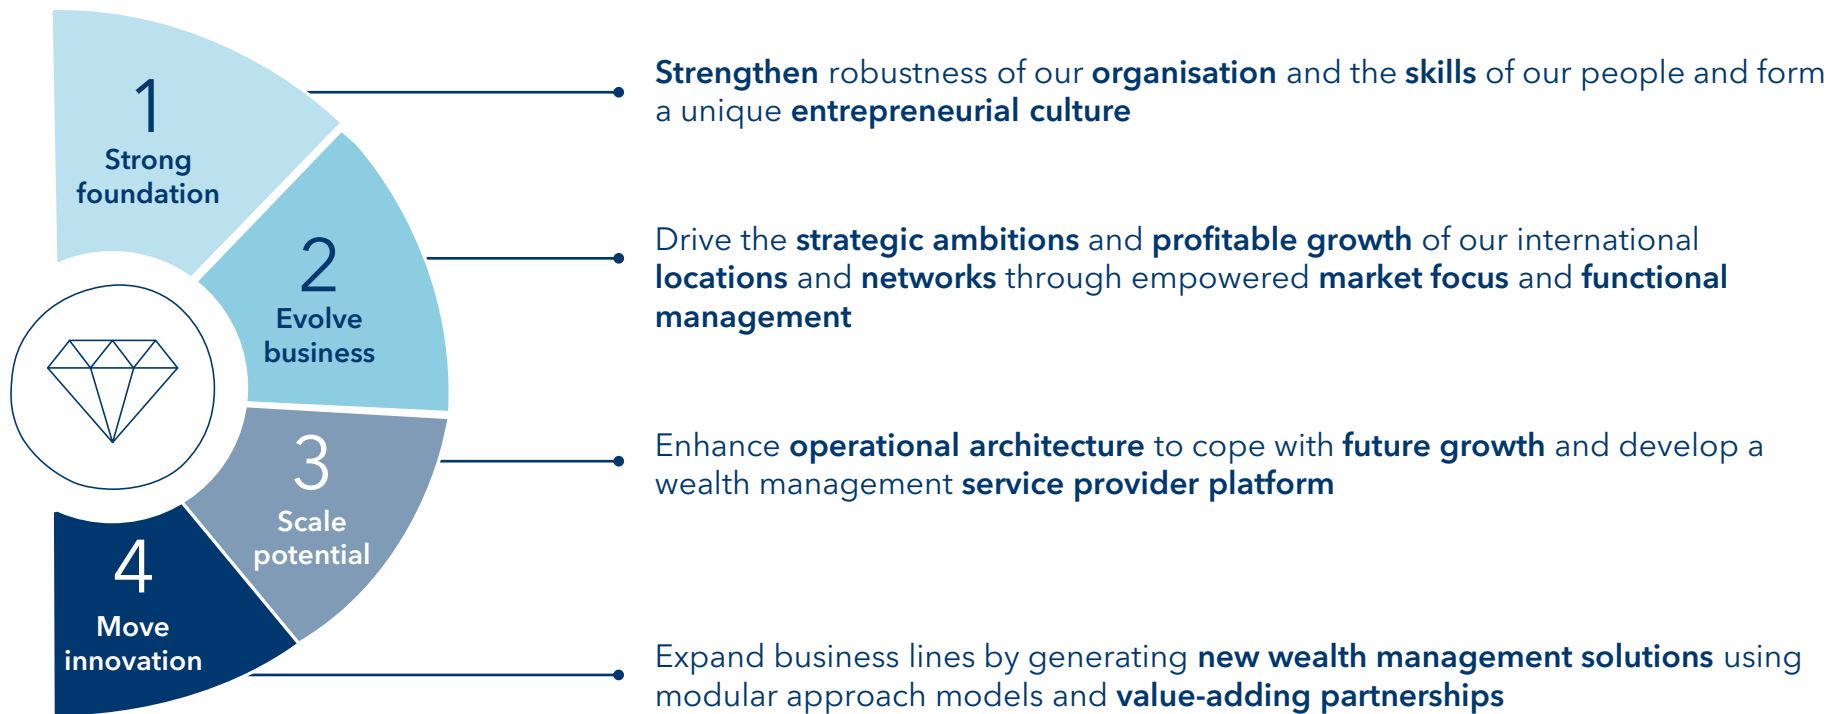 1
Strong
foundation
Strengthen robustness of our organisation and the skills of our people and form
a unique entrepreneurial culture
2
Evolve
business
Drive the strategic ambitions and profitable growth of our international
locations and networks through empowered market focus and functional
management
3
Scale
potential
Enhance operational architecture to cope with future growth and develop a
wealth management service provider platform
4
Move
innovation
Expand business lines by generating new wealth management solutions using
modular approach models and value-adding partnerships